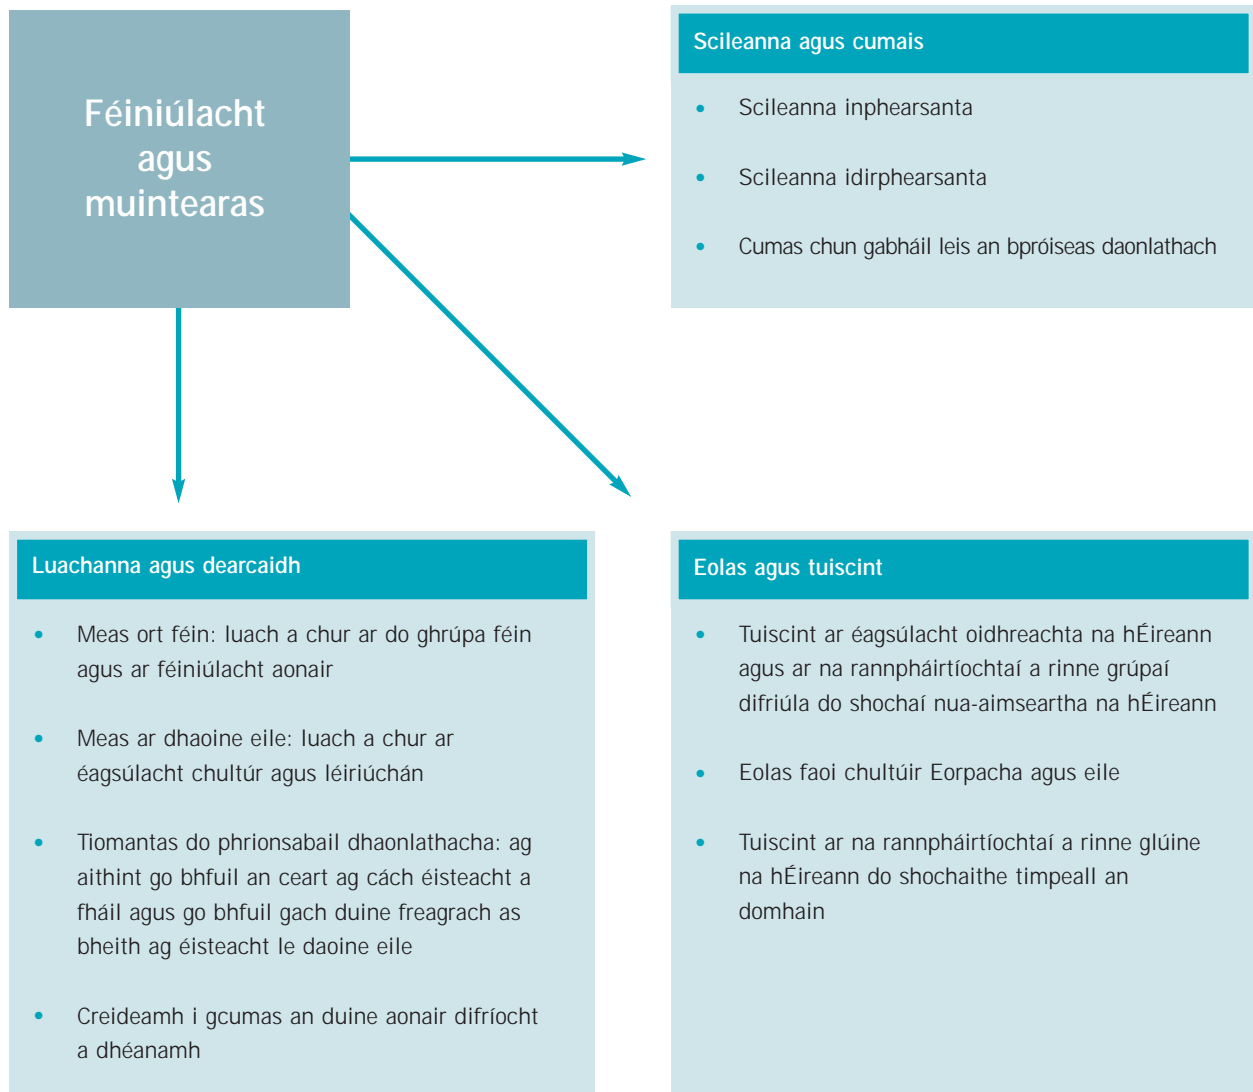 Féiniúlacht
agus
muintearas
Scileanna agus cumais
• Scileanna inphearsanta
• Scileanna idirphearsanta
• Cumas chun gabháil leis an bpróiseas daonlathach
Luachanna agus dearcaidh
• Meas ort féin: luach a chur ar do ghrúpa féin
agus ar féiniúlacht aonair
• Meas ar dhaoine eile: luach a chur ar
éagsúlacht chultúr agus léiriúchán
• Tiomantas do phrionsabail dhaonlathacha: ag
aithint go bhfuil an ceart ag cách éisteacht a
fháil agus go bhfuil gach duine freagrach as
bheith ag éisteacht le daoine eile
• Creideamh i gcumas an duine aonair difríocht
a dhéanamh
Eolas agus tuiscint
• Tuiscint ar éagsúlacht oidhreachta na hÉireann
agus ar na rannpháirtíochtaí a rinne grúpaí
difriúla do shochaí nua-aimseartha na hÉireann
• Eolas faoi chultúir Eorpacha agus eile
• Tuiscint ar na rannpháirtíochtaí a rinne glúine
na hÉireann do shochaithe timpeall an
domhain